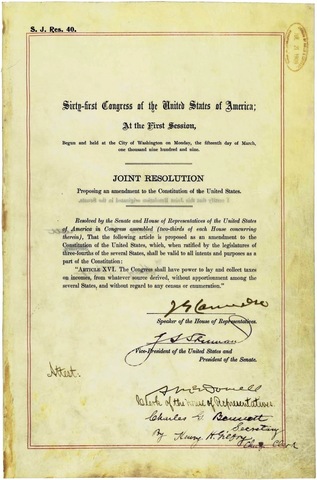 S. J. Res. 40.
Sixty-first Congress of the United States of America;
At the First Session,
Begun and held at the City of Washington on Monday, the fifteenth day of March,
one thousand nine hundred and nine.
JOINT RESOLUTION
Proposing an amendment to the Constitution of the United States.
Resolved by the Senate and House of Representatives of the United States
of America in Congress assembled (two-thirds of each House concurring
therein), That the following article is proposed as an amendment to the
Constitution of the United States, which, when ratified by the legislatures
of three-fourths of the several States, shall be valid to all intents and purposes as a
part of the Constitution:
"ARTICLE XVI. The Congress shall have power to lay and collect taxes
on incomes, from whatever source derived, without apportionment among the
several States, and without regard to any census or enumeration."
J G Cannon
Speaker of the House of Representatives.
J. S. Sherman
Vice-President of the United States and
President of the Senate.
Attest.
A McDowell
Clerk of the House of Representatives.
Charles G. Bennett
Secretary
By Henry H. Gilfry
Chief Clerk